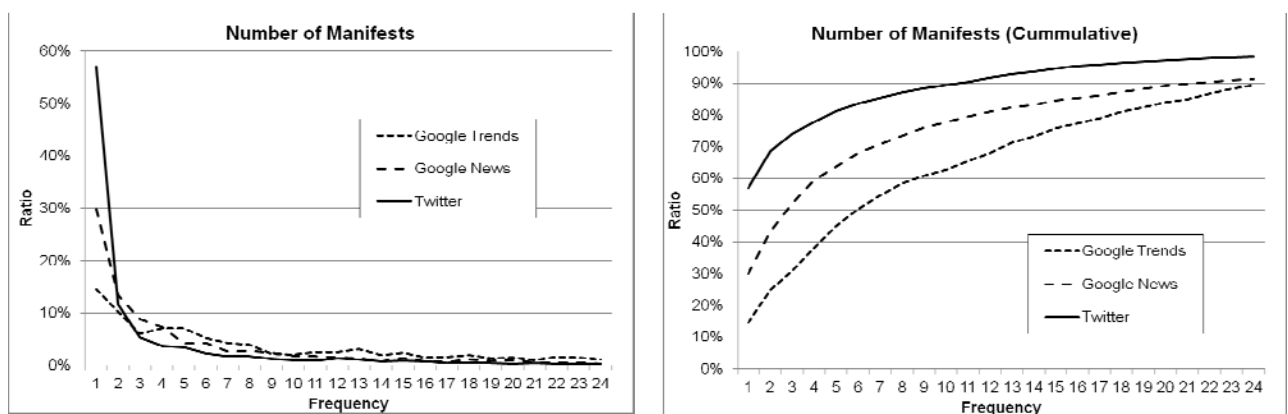 Number of Manifests
60%
50%
40%
30%
20%
10%
0%
Ratio
Google Trends
Google News
Twitter
1 2 3 4 5 6 7 8 9 10 11 12 13 14 15 16 17 18 19 20 21 22 23 24
Frequency
Number of Manifests (Cummulative)
100%
90%
80%
70%
60%
50%
40%
30%
20%
10%
0%
Ratio
Google Trends
Google News
Twitter
1 2 3 4 5 6 7 8 9 10 11 12 13 14 15 16 17 18 19 20 21 22 23 24
Frequency